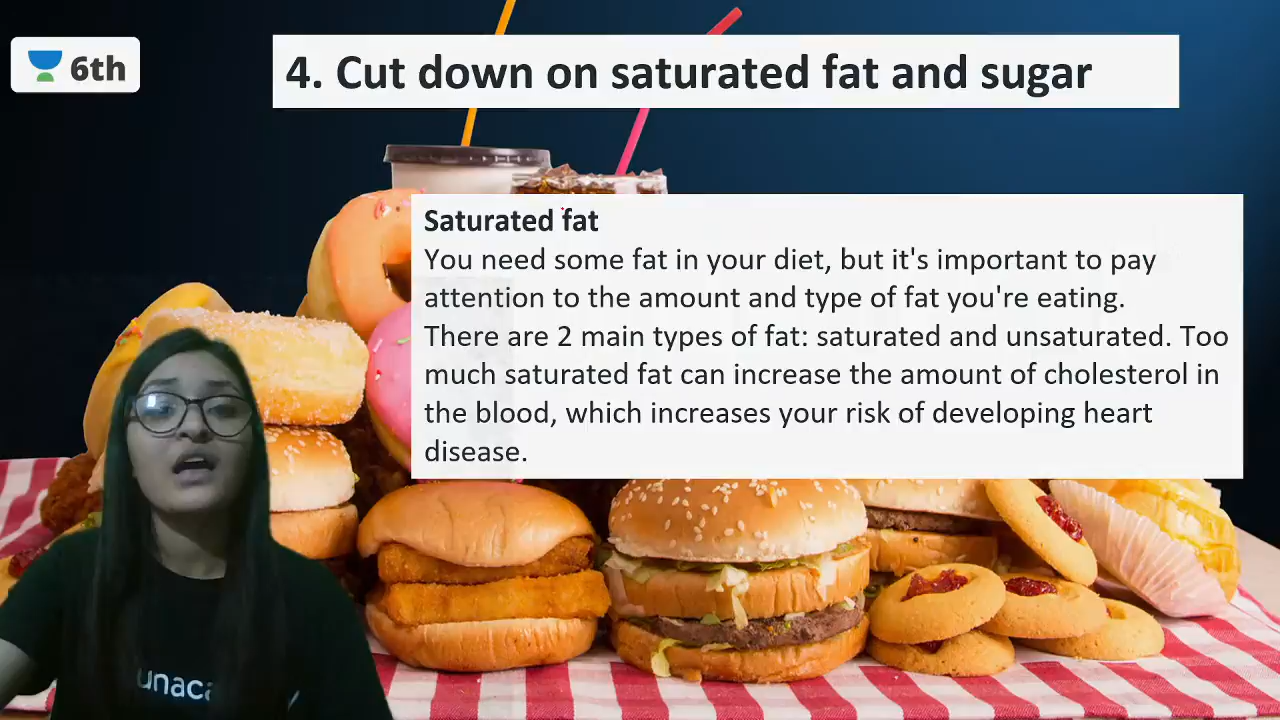 6th
4. Cut down on saturated fat and sugar
Saturated fat
You need some fat in your diet, but it's important to pay
attention to the amount and type of fat you're eating.
There are 2 main types of fat: saturated and unsaturated. Too
much saturated fat can increase the amount of cholesterol in
the blood, which increases your risk of developing heart
disease.